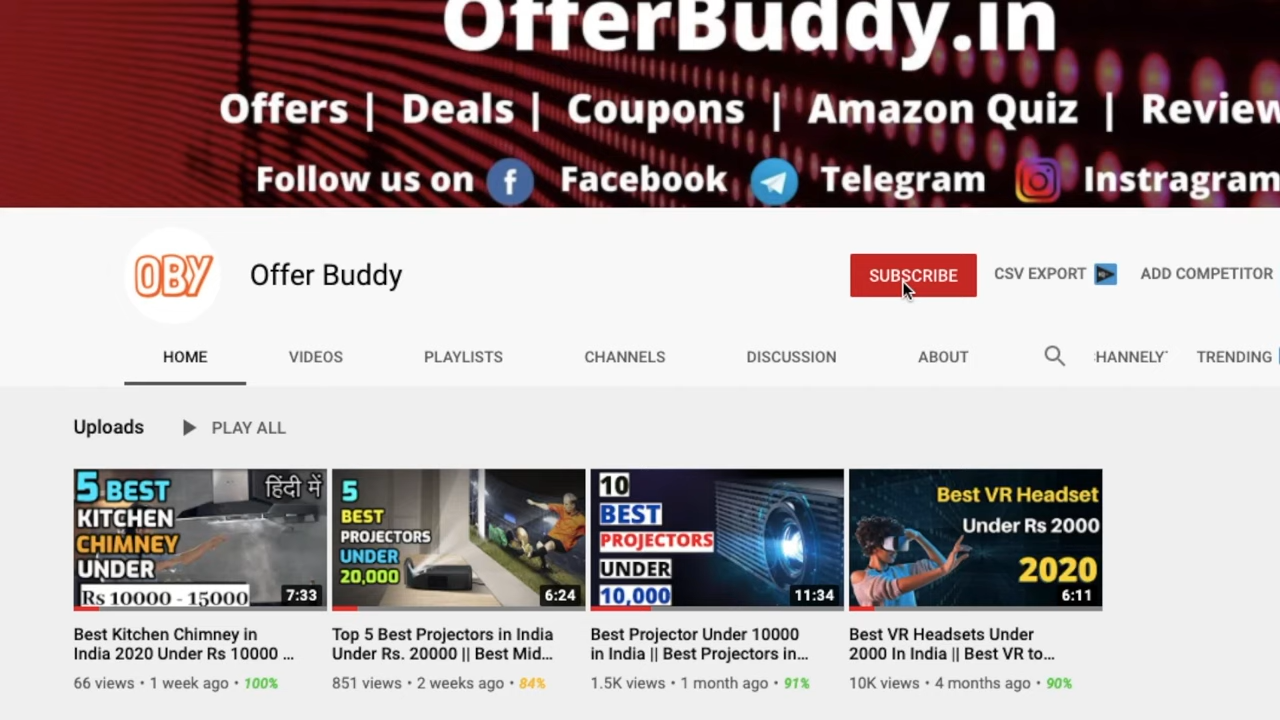 OfferBuddy.in
Offers | Deals | Coupons | Amazon Quiz | Review
Follow us on f Facebook Telegram Instragram
OBY Offer Buddy SUBSCRIBE CSV EXPORT ADD COMPETITOR
HOME VIDEOS PLAYLISTS CHANNELS DISCUSSION ABOUT HANNELY TRENDING
Uploads PLAY ALL
5 BEST हिंदी में
KITCHEN
CHIMNEY
UNDER
Rs 10000 - 15000 7:33
5
BEST
PROJECTORS
UNDER
20,000 6:24
10
BEST
PROJECTORS
UNDER
10,000 11:34
Best VR Headset
Under Rs 2000
2020
6:11
Best Kitchen Chimney in
India 2020 Under Rs 10000 ...
66 views • 1 week ago • 100%
Top 5 Best Projectors in India
Under Rs. 20000 || Best Mid...
851 views • 2 weeks ago • 84%
Best Projector Under 10000
in India || Best Projectors in...
1.5K views • 1 month ago • 91%
Best VR Headsets Under
2000 In India || Best VR to...
10K views • 4 months ago • 90%